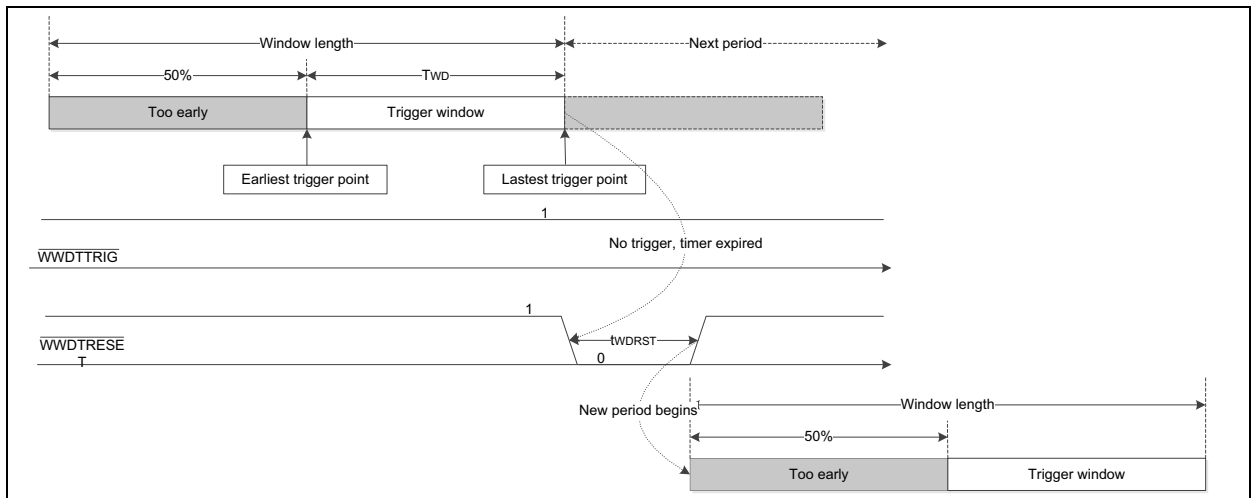 Window length
Next period
50%
TWD
Too early
Trigger window
Earliest trigger point
Lastest trigger point
1
No trigger, timer expired
WWDTTRIG
1
WWDTRESE
T
tWDRST
0
New period begins
Window length
50%
Too early
Trigger window